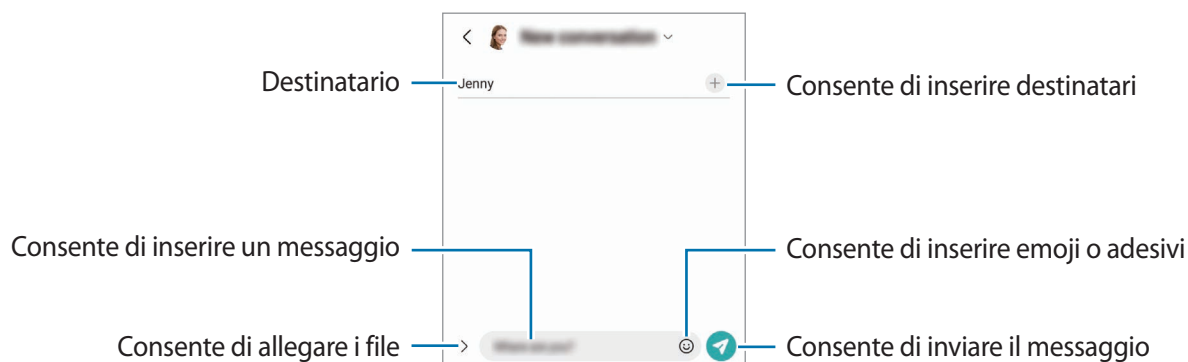 Destinatario
Jenny
Consente di inserire destinatari
Consente di inserire un messaggio
Consente di inserire emoji o adesivi
Consente di allegare i file
Consente di inviare il messaggio